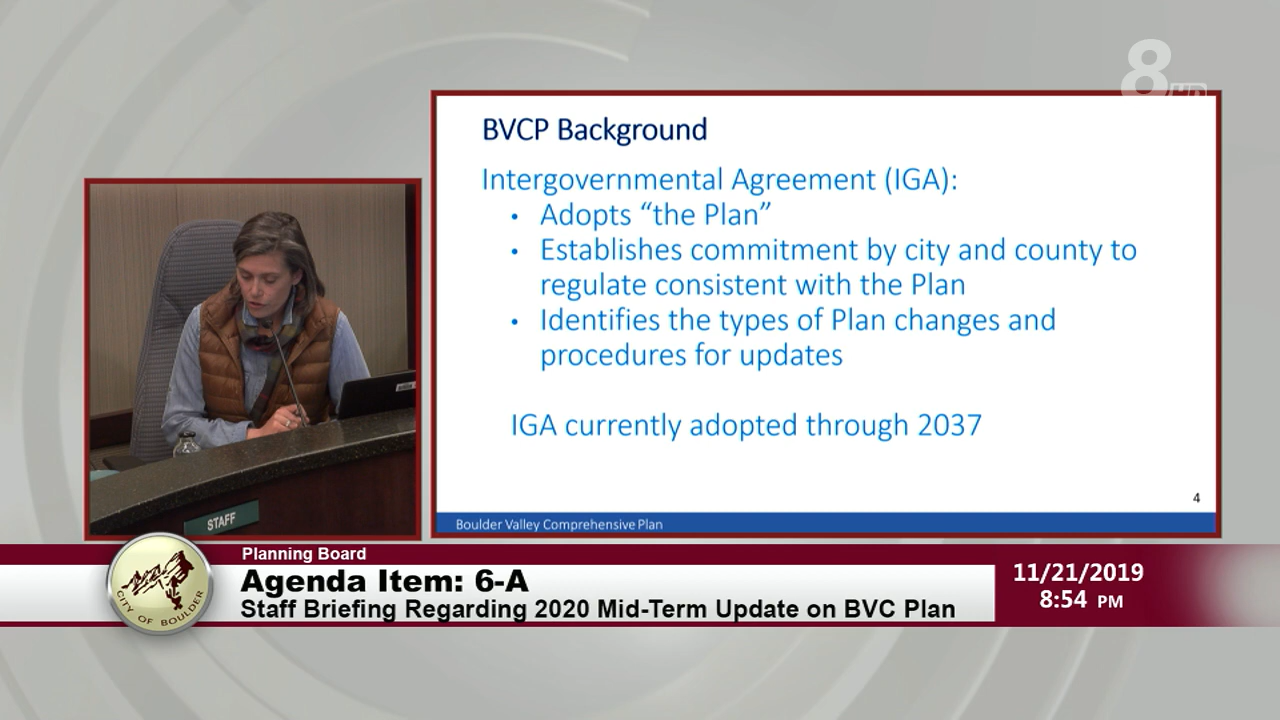 8
HD
BVCP Background
Intergovernmental Agreement (IGA):
• Adopts “the Plan”
• Establishes commitment by city and county to
regulate consistent with the Plan
• Identifies the types of Plan changes and
procedures for updates
IGA currently adopted through 2037
4
Boulder Valley Comprehensive Plan
STAFF
Planning Board
Agenda Item: 6-A
Staff Briefing Regarding 2020 Mid-Term Update on BVC Plan
11/21/2019
8:54 PM
CITY OF BOULDER